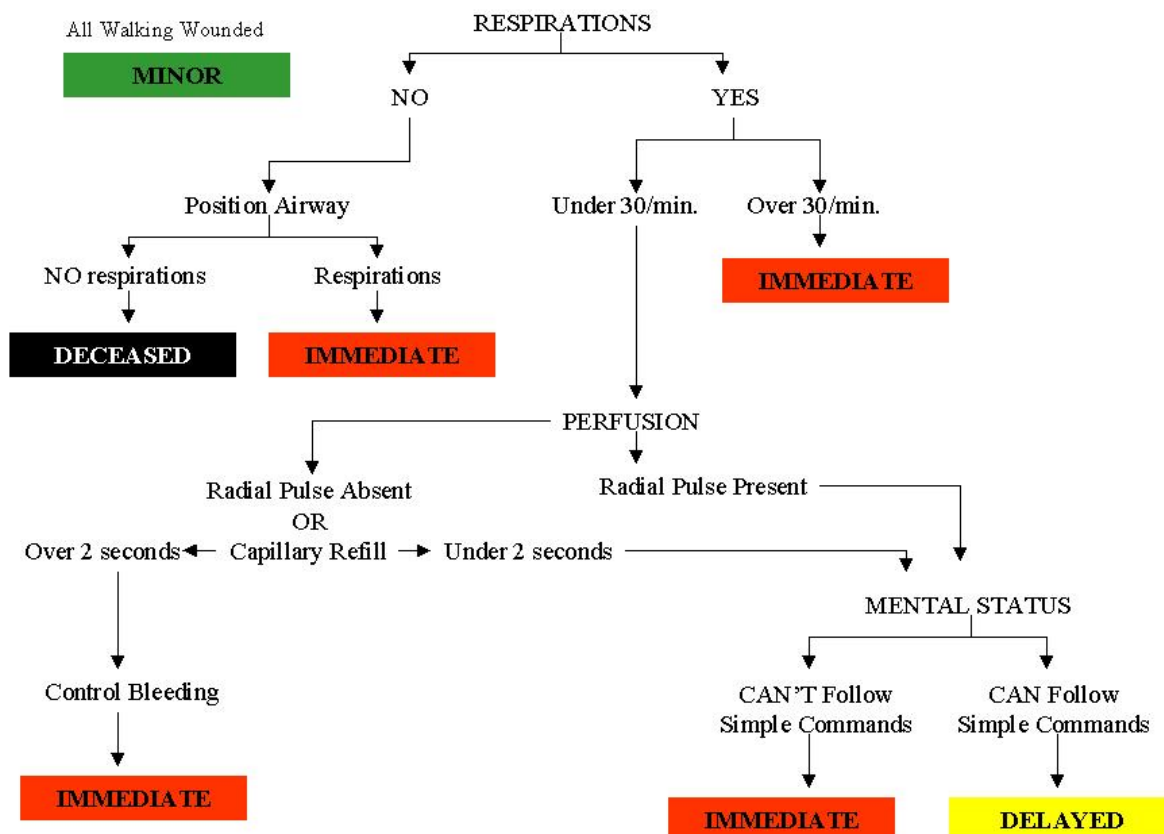 All Walking Wounded
MINOR
RESPIRATIONS
NO
YES
Position Airway
Under 30/min.
Over 30/min.
NO respirations
Respirations
IMMEDIATE
DECEASED
IMMEDIATE
PERFUSION
Radial Pulse Absent
Radial Pulse Present
OR
Over 2 seconds
Capillary Refill
Under 2 seconds
MENTAL STATUS
Control Bleeding
CAN'T Follow
Simple Commands
CAN Follow
Simple Commands
IMMEDIATE
IMMEDIATE
DELAYED